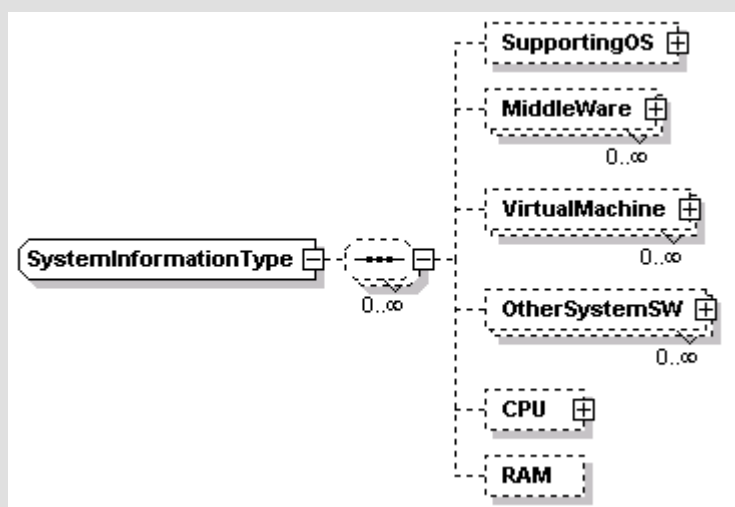 SupportingOS
MiddleWare
0..∞
VirtualMachine
0..∞
SystemInformationType
0..∞
OtherSystemSW
0..∞
CPU
RAM